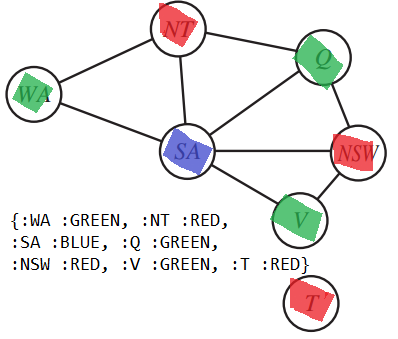 NT
Q
WA
SA
NSW
{:WA :GREEN, :NT :RED,
:SA :BLUE, :Q :GREEN,
:NSW :RED, :V :GREEN, :T :RED}
V
T